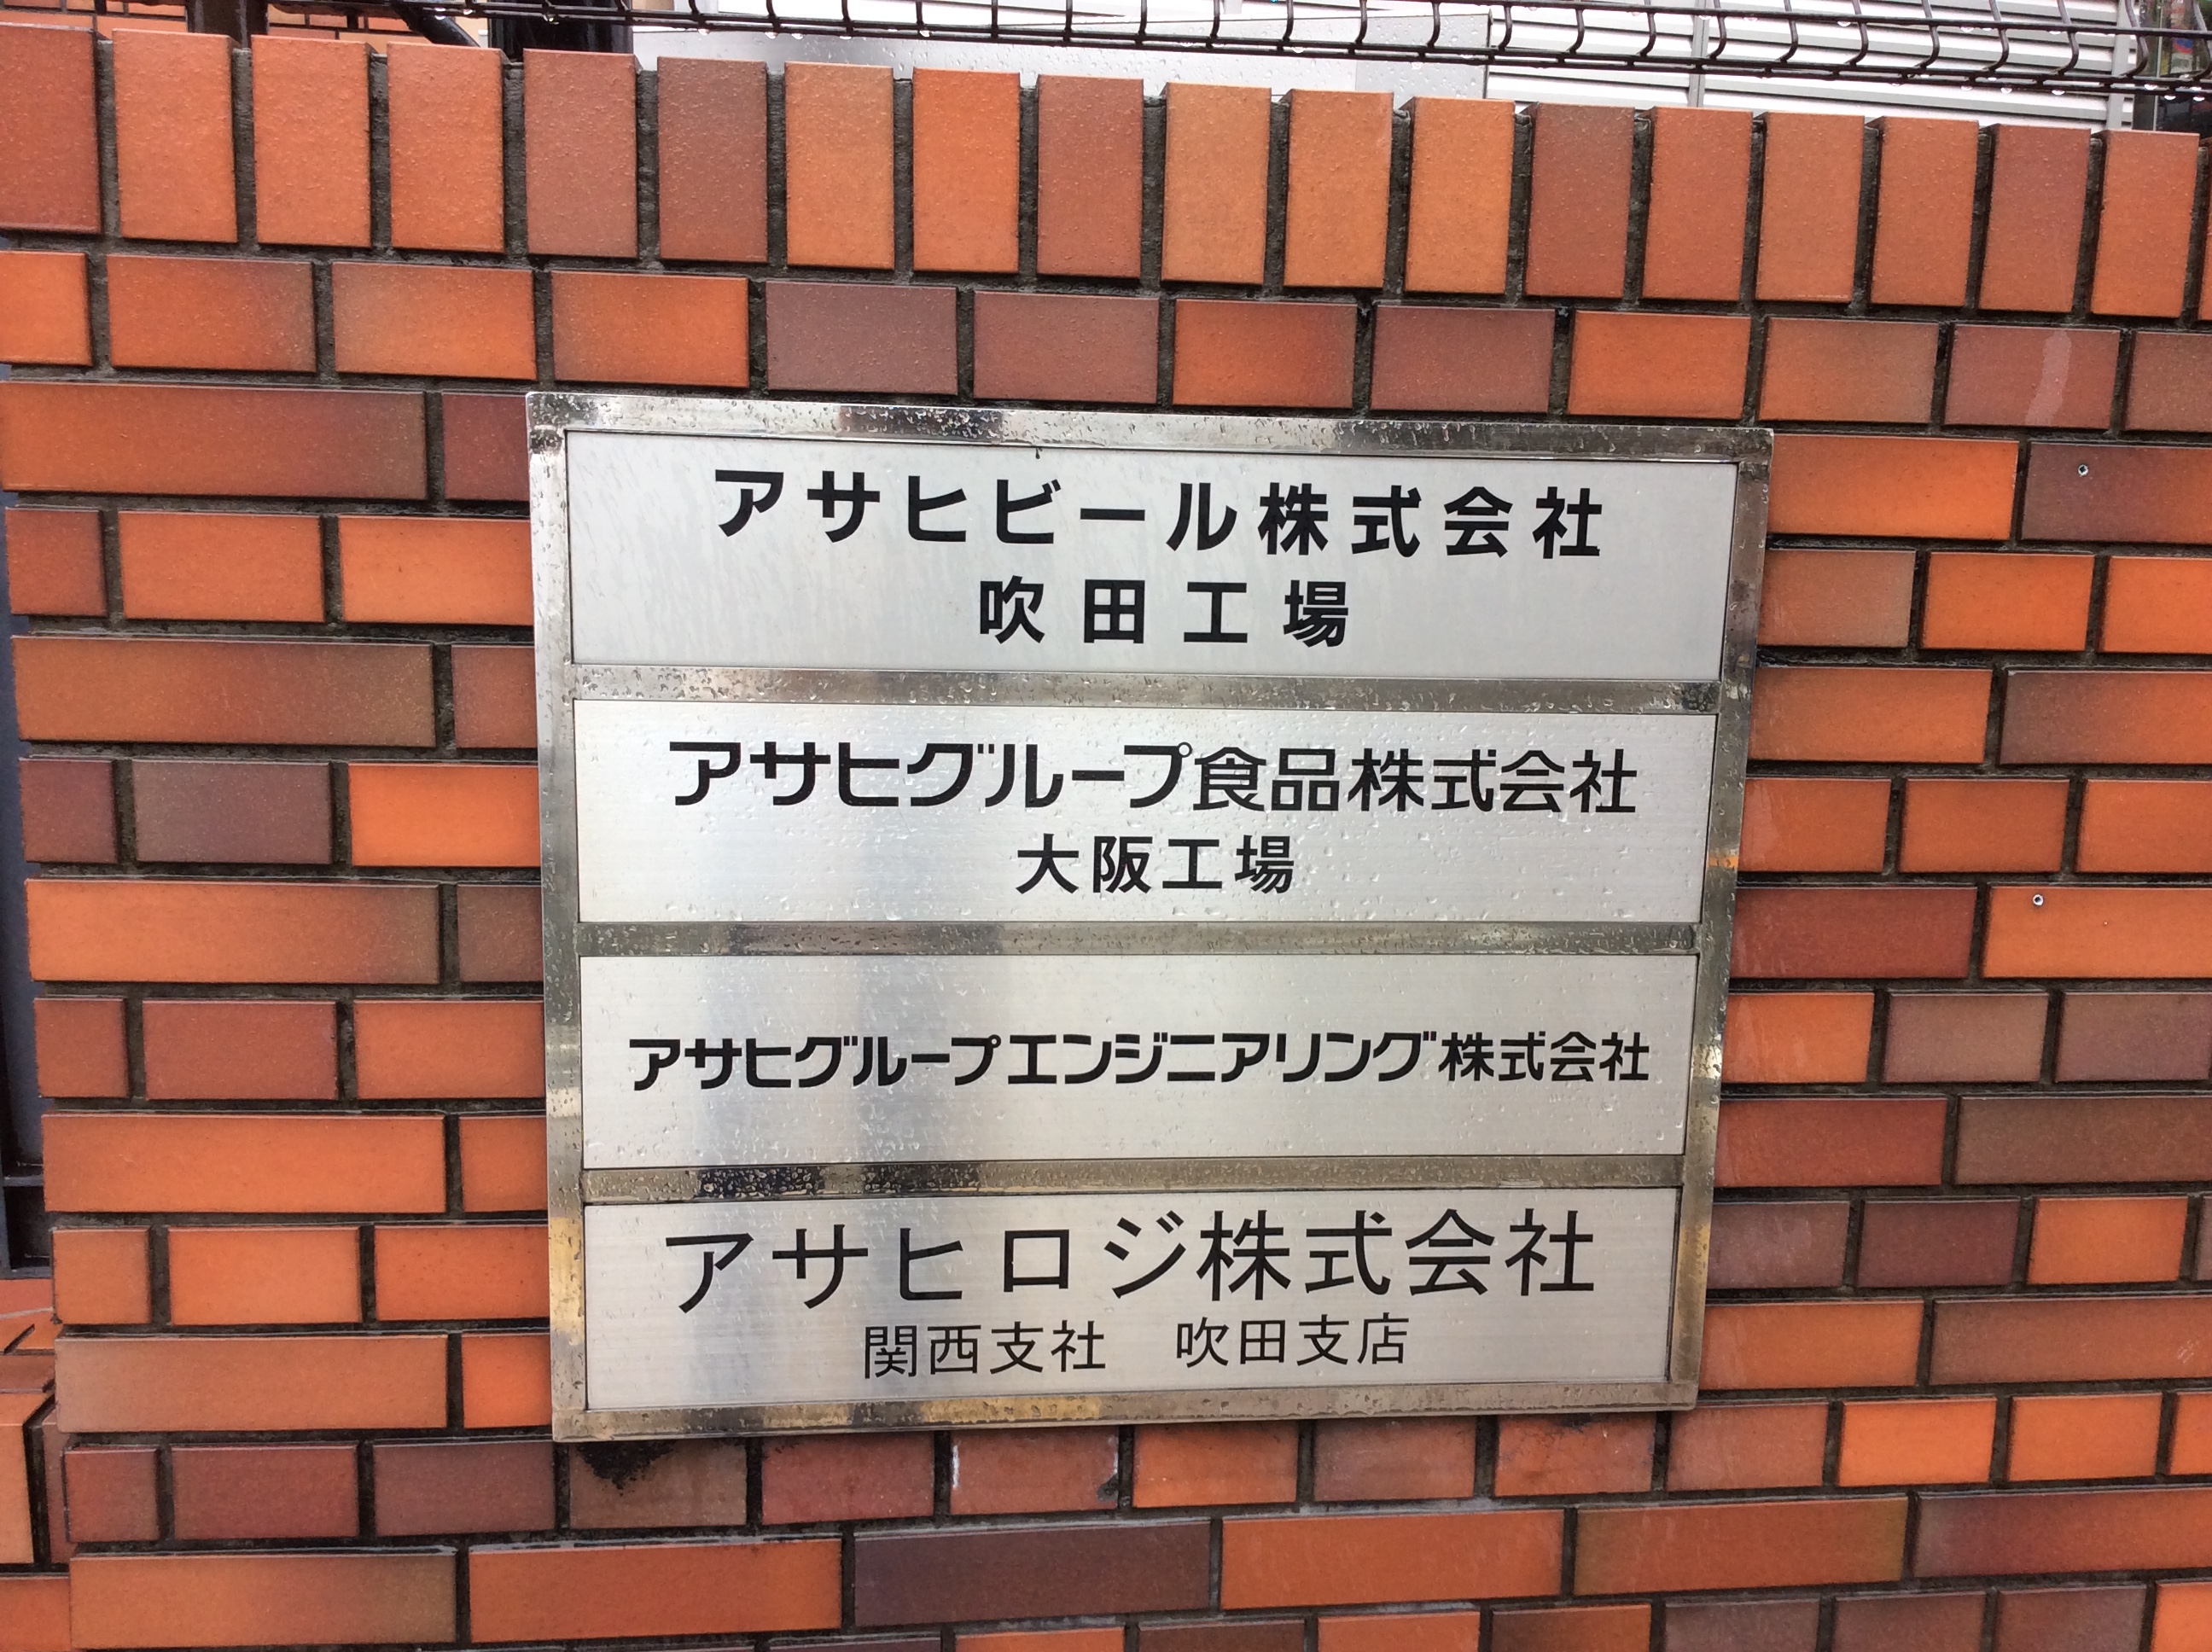 アサヒビール株式会社
吹田工場
アサヒグループ食品株式会社
大阪工場
アサヒグループエンジニアリング株式会社
アサヒロジ株式会社
関西支社　吹田支店